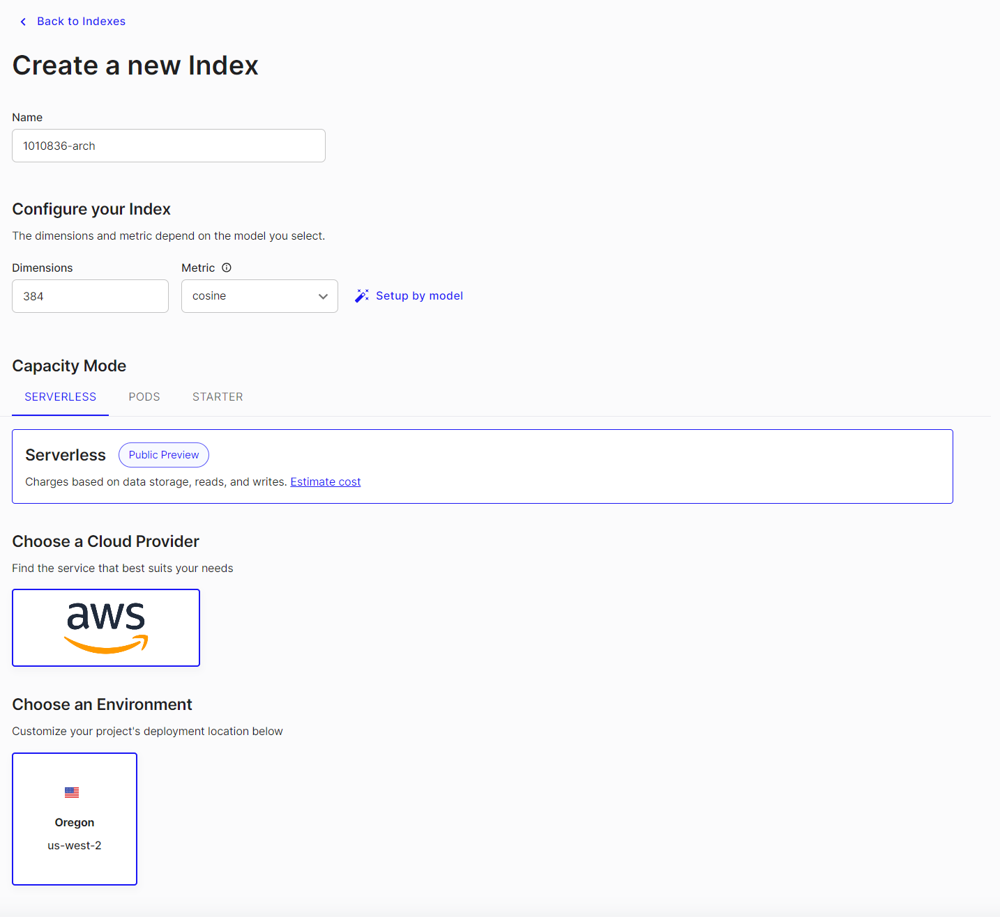 Back to Indexes
Create a new Index
Name
1010836-arch
Configure your Index
The dimensions and metric depend on the model you select.
Dimensions
Metric
384
cosine
Setup by model
Capacity Mode
SERVERLESS
PODS
STARTER
Serverless
Public Preview
Charges based on data storage, reads, and writes. Estimate cost
Choose a Cloud Provider
Find the service that best suits your needs
aws
Choose an Environment
Customize your project's deployment location below
Oregon
us-west-2